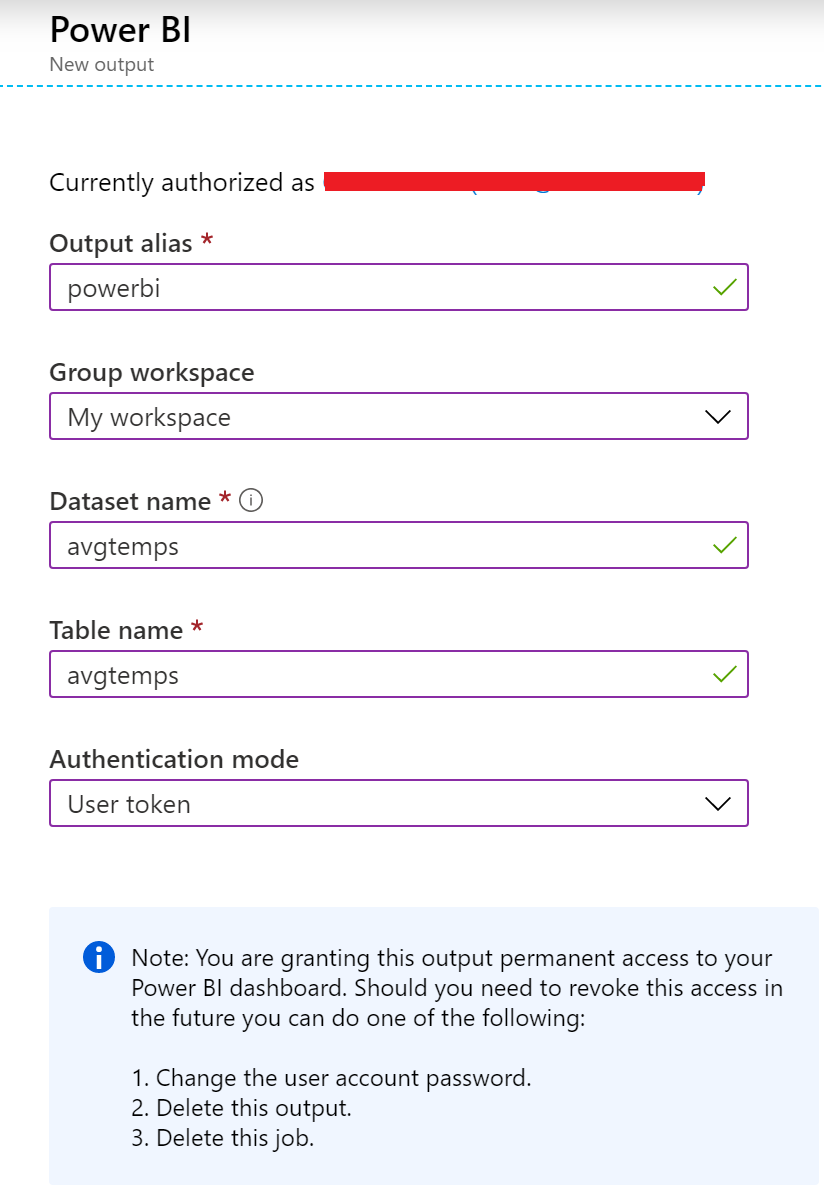 Power BI
New output
Currently authorized as
Output alias *
powerbi
Group workspace
My workspace
Dataset name *
avgtemps
Table name *
avgtemps
Authentication mode
User token
Note: You are granting this output permanent access to your
Power BI dashboard. Should you need to revoke this access in
the future you can do one of the following:
1. Change the user account password.
2. Delete this output.
3. Delete this job.